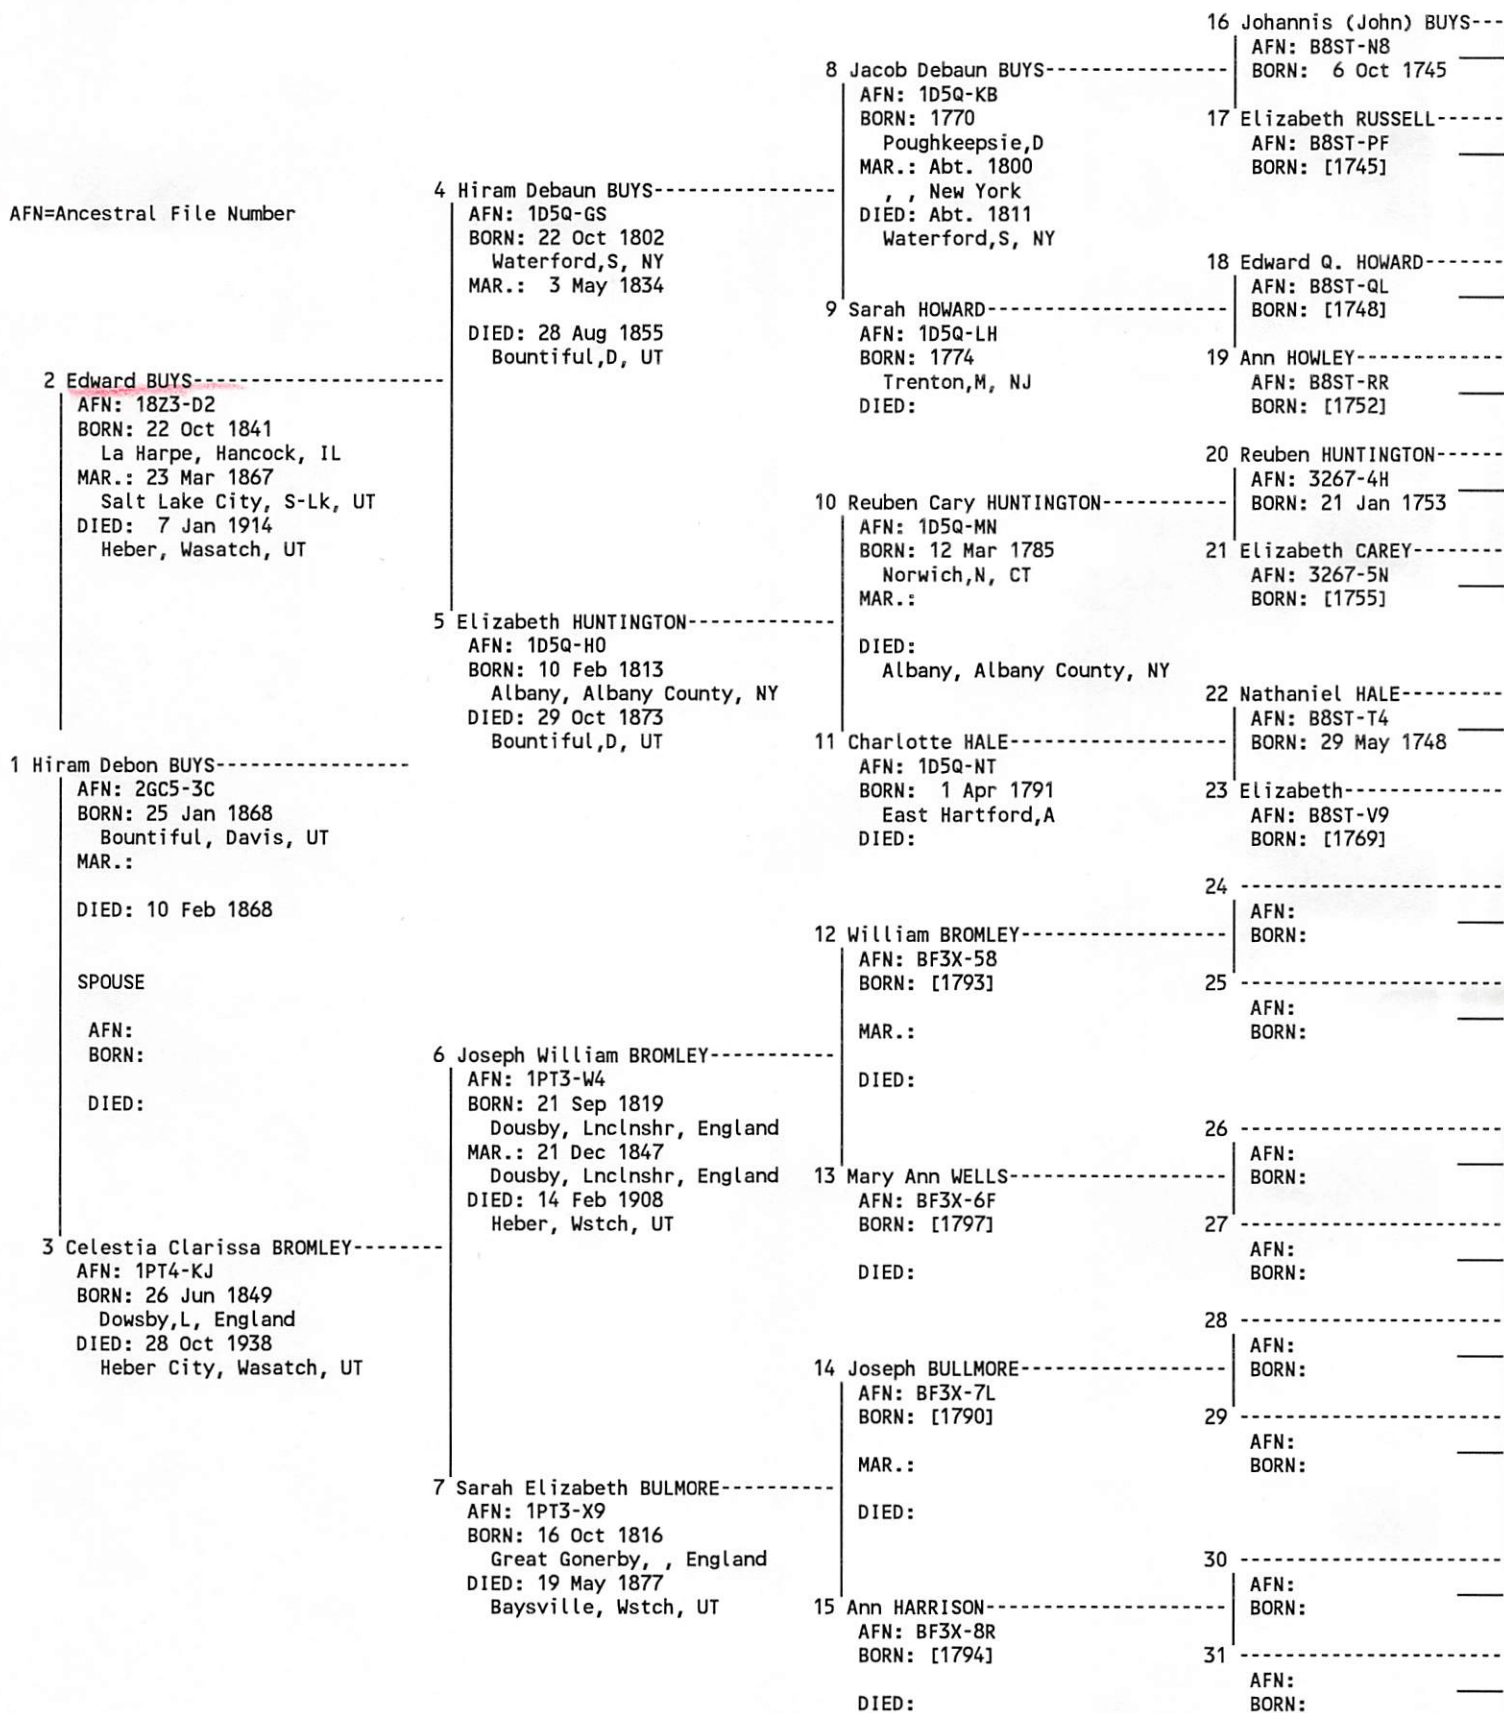 AFN=Ancestral File Number
1 Hiram Debon BUYS----------------
AFN: 2GC5-3C
BORN: 25 Jan 1868
Bountiful, Davis, UT
MAR.:
DIED: 10 Feb 1868
SPOUSE
AFN:
BORN:
DIED:
2 Edward BUYS---------------------
AFN: 18Z3-D2
BORN: 22 Oct 1841
La Harpe, Hancock, IL
MAR.: 23 Mar 1867
Salt Lake City, S-Lk, UT
DIED:  7 Jan 1914
Heber, Wasatch, UT
3 Celestia Clarissa BROMLEY--------
AFN: 1PT4-KJ
BORN: 26 Jun 1849
Dowsby,L, England
DIED: 28 Oct 1938
Heber City, Wasatch, UT
4 Hiram Debaun BUYS---------------
AFN: 1D5Q-GS
BORN: 22 Oct 1802
Waterford,S, NY
MAR.:  3 May 1834
DIED: 28 Aug 1855
Bountiful,D, UT
5 Elizabeth HUNTINGTON------------
AFN: 1D5Q-H0
BORN: 10 Feb 1813
Albany, Albany County, NY
DIED: 29 Oct 1873
Bountiful,D, UT
6 Joseph William BROMLEY----------
AFN: 1PT3-W4
BORN: 21 Sep 1819
Dousby, Lnclnshr, England
MAR.: 21 Dec 1847
Dousby, Lnclnshr, England
DIED: 14 Feb 1908
Heber, Wstch, UT
7 Sarah Elizabeth BULMORE---------
AFN: 1PT3-X9
BORN: 16 Oct 1816
Great Gonerby, , England
DIED: 19 May 1877
Baysville, Wstch, UT
8 Jacob Debaun BUYS---------------
AFN: 1D5Q-KB
BORN: 1770
Poughkeepsie,D
MAR.: Abt. 1800
, , New York
DIED: Abt. 1811
Waterford,S, NY
9 Sarah HOWARD--------------------
AFN: 1D5Q-LH
BORN: 1774
Trenton,M, NJ
DIED:
10 Reuben Cary HUNTINGTON----------
AFN: 1D5Q-MN
BORN: 12 Mar 1785
Norwich,N, CT
MAR.:
DIED:
Albany, Albany County, NY
11 Charlotte HALE------------------
AFN: 1D5Q-NT
BORN:  1 Apr 1791
East Hartford,A
DIED:
12 William BROMLEY-----------------
AFN: BF3X-58
BORN: [1793]
MAR.:
DIED:
13 Mary Ann WELLS------------------
AFN: BF3X-6F
BORN: [1797]
DIED:
14 Joseph BULLMORE-----------------
AFN: BF3X-7L
BORN: [1790]
MAR.:
DIED:
15 Ann HARRISON--------------------
AFN: BF3X-8R
BORN: [1794]
DIED:
16 Johannis (John) BUYS---
AFN: B8ST-N8
BORN:  6 Oct 1745
17 Elizabeth RUSSELL------
AFN: B8ST-PF
BORN: [1745]
18 Edward Q. HOWARD-------
AFN: B8ST-QL
BORN: [1748]
19 Ann HOWLEY-------------
AFN: B8ST-RR
BORN: [1752]
20 Reuben HUNTINGTON------
AFN: 3267-4H
BORN: 21 Jan 1753
21 Elizabeth CAREY--------
AFN: 3267-5N
BORN: [1755]
22 Nathaniel HALE---------
AFN: B8ST-T4
BORN: 29 May 1748
23 Elizabeth--------------
AFN: B8ST-V9
BORN: [1769]
24 -----------------------
AFN:
BORN:
25 -----------------------
AFN:
BORN:
26 -----------------------
AFN:
BORN:
27 -----------------------
AFN:
BORN:
28 -----------------------
AFN:
BORN:
29 -----------------------
AFN:
BORN:
30 -----------------------
AFN:
BORN:
31 -----------------------
AFN:
BORN: